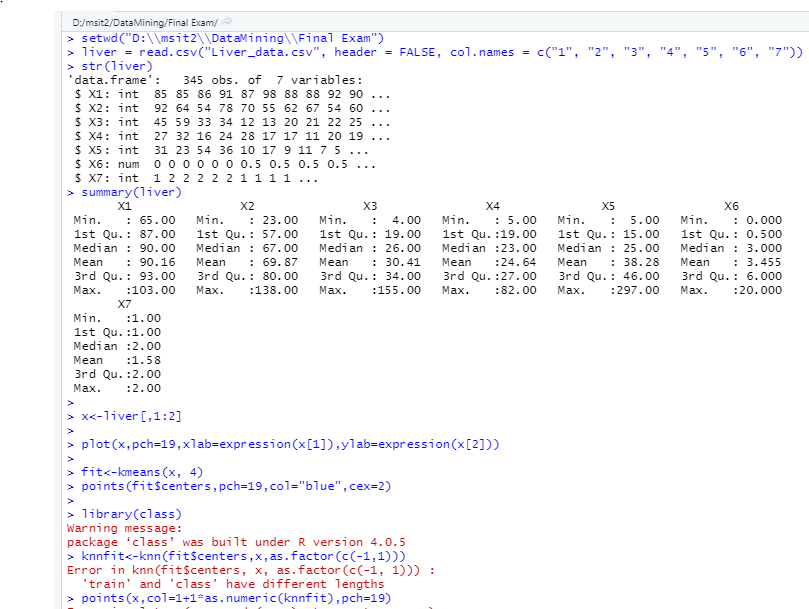 D:/msit2/DataMining/Final Exam/
> setwd("D:\\msit2\\DataMining\\Final Exam")
> liver = read.csv("Liver_data.csv", header = FALSE, col.names = c("1", "2", "3", "4", "5", "6", "7"))
> str(liver)
'data.frame':   345 obs. of  7 variables:
 $ X1: int  85 85 86 91 87 98 88 88 92 90 ...
 $ X2: int  92 64 54 78 70 55 62 67 54 60 ...
 $ X3: int  45 59 33 34 12 13 20 21 22 25 ...
 $ X4: int  27 32 16 24 28 17 17 11 20 19 ...
 $ X5: int  31 23 54 36 10 17 9 11 7 5 ...
 $ X6: num  0 0 0 0 0 0 0.5 0.5 0.5 0.5 ...
 $ X7: int  1 2 2 2 2 2 1 1 1 1 ...
> summary(liver)
       X1               X2               X3               X4              X5               X6
 Min.   : 65.00   Min.   : 23.00   Min.   :  4.00   Min.   : 5.00   Min.   :  5.00   Min.   : 0.000
 1st Qu.: 87.00   1st Qu.: 57.00   1st Qu.: 19.00   1st Qu.:19.00   1st Qu.: 15.00   1st Qu.: 0.500
 Median : 90.00   Median : 67.00   Median : 26.00   Median :23.00   Median : 25.00   Median : 3.000
 Mean   : 90.16   Mean   : 69.87   Mean   : 30.41   Mean   :24.64   Mean   : 38.28   Mean   : 3.455
 3rd Qu.: 93.00   3rd Qu.: 80.00   3rd Qu.: 34.00   3rd Qu.:27.00   3rd Qu.: 46.00   3rd Qu.: 6.000
 Max.   :103.00   Max.   :138.00   Max.   :155.00   Max.   :82.00   Max.   :297.00   Max.   :20.000
       X7
 Min.   :1.00
 1st Qu.:1.00
 Median :2.00
 Mean   :1.58
 3rd Qu.:2.00
 Max.   :2.00
>
> x<-liver[,1:2]
>
> plot(x,pch=19,xlab=expression(x[1]),ylab=expression(x[2]))
>
> fit<-kmeans(x, 4)
> points(fit$centers,pch=19,col="blue",cex=2)
>
> library(class)
Warning message:
package ‘class’ was built under R version 4.0.5
> knnfit<-knn(fit$centers,x,as.factor(c(-1,1)))
Error in knn(fit$centers, x, as.factor(c(-1, 1))) :
  'train' and 'class' have different lengths
> points(x,col=1+1*as.numeric(knnfit),pch=19)